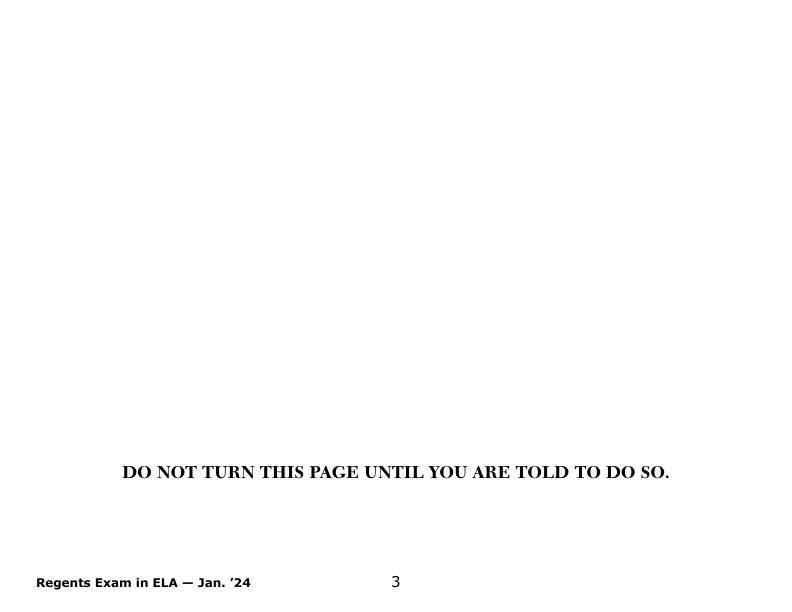 DO NOT TURN THIS PAGE UNTIL YOU ARE TOLD TO DO SO.
Regents Exam in ELA — Jan. ’24 3